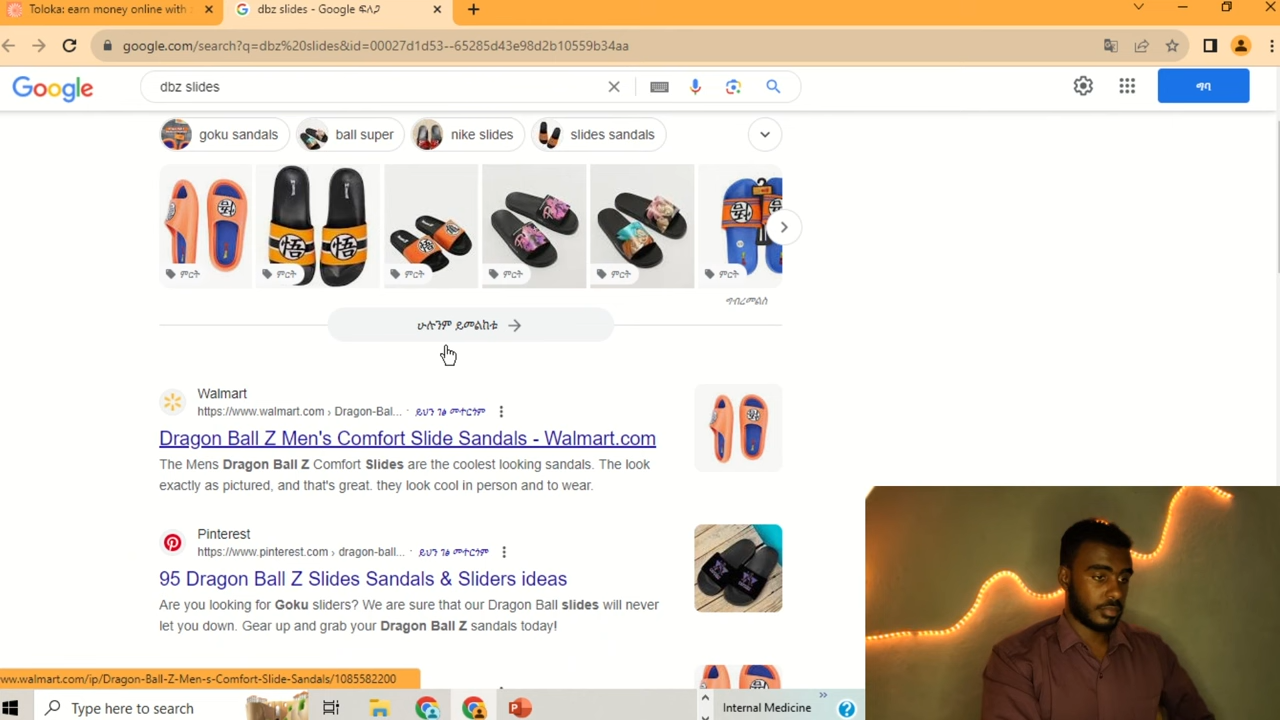 Toloka: earn money online with
dbz slides - Google ፍለጋ
google.com/search?q=dbz%20slides&id=00027d1d53--65285d43e98d2b10559b34aa
Google
dbz slides
ግባ
goku sandals
ball super
nike slides
slides sandals
ምርት
ምርት
ምርት
ምርት
ምርት
ምርት
ግብረመልስ
ሁሉንም ይመልከቱ
Walmart
https://www.walmart.com › Dragon-Bal... · ይህን ገፅ መተርጎም
Dragon Ball Z Men's Comfort Slide Sandals - Walmart.com
The Mens Dragon Ball Z Comfort Slides are the coolest looking sandals. The look
exactly as pictured, and that's great. they look cool in person and to wear.
Pinterest
https://www.pinterest.com › dragon-ball... · ይህን ገፅ መተርጎም
95 Dragon Ball Z Slides Sandals & Sliders ideas
Are you looking for Goku sliders? We are sure that our Dragon Ball slides will never
let you down. Gear up and grab your Dragon Ball Z sandals today!
ww.walmart.com/ip/Dragon-Ball-Z-Men-s-Comfort-Slide-Sandals/1085582200
Type here to search
Internal Medicine